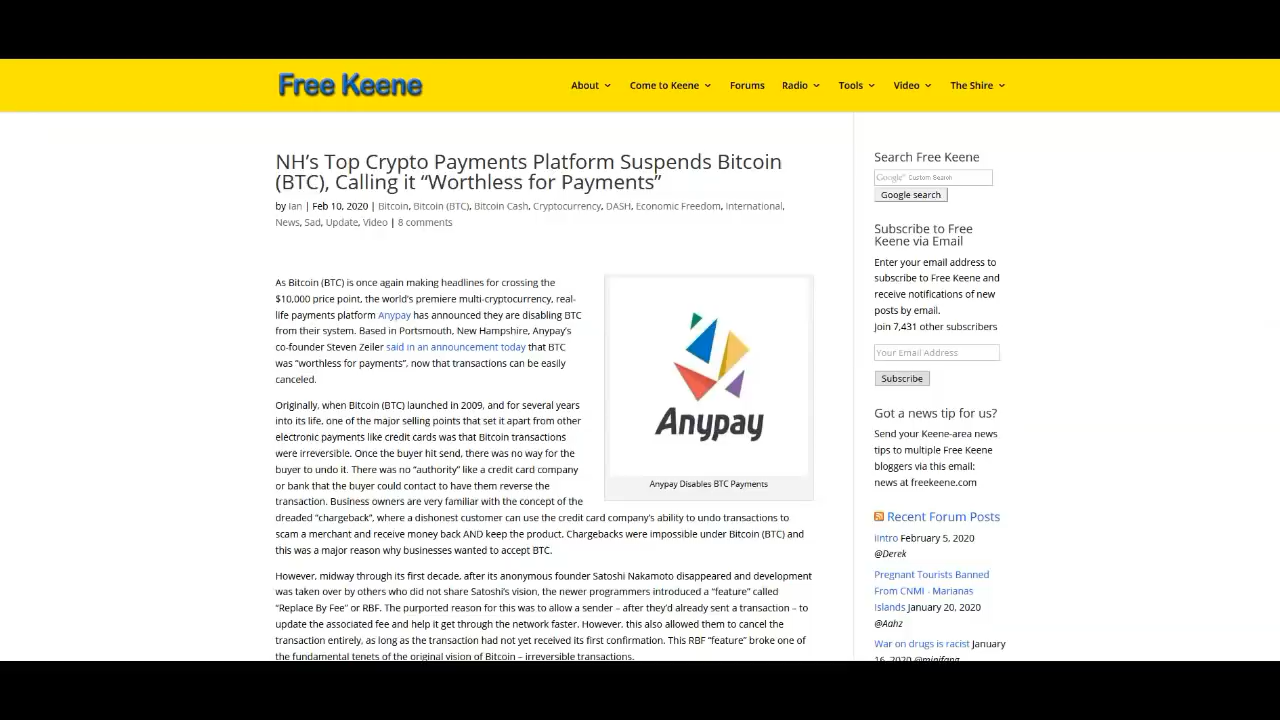 Free Keene
About Come to Keene Forums Radio Tools Video The Shire
NH's Top Crypto Payments Platform Suspends Bitcoin
(BTC), Calling it “Worthless for Payments”
by Ian | Feb 10, 2020 | Bitcoin, Bitcoin (BTC), Bitcoin Cash, Cryptocurrency, DASH, Economic Freedom, International,
News, Sad, Update, Video | 8 comments
As Bitcoin (BTC) is once again making headlines for crossing the
$10,000 price point, the world's premiere multi-cryptocurrency, real-
life payments platform Anypay has announced they are disabling BTC
from their system. Based in Portsmouth, New Hampshire, Anypay's
co-founder Steven Zeiler said in an announcement today that BTC
was “worthless for payments”, now that transactions can be easily
canceled.
Anypay
Anypay Disables BTC Payments
Originally, when Bitcoin (BTC) launched in 2009, and for several years
into its life, one of the major selling points that set it apart from other
electronic payments like credit cards was that Bitcoin transactions
were irreversible. Once the buyer hit send, there was no way for the
buyer to undo it. There was no “authority” like a credit card company
or bank that the buyer could contact to have them reverse the
transaction. Business owners are very familiar with the concept of the
dreaded “chargeback”, where a dishonest customer can use the credit card company's ability to undo transactions to
scam a merchant and receive money back AND keep the product. Chargebacks were impossible under Bitcoin (BTC) and
this was a major reason why businesses wanted to accept BTC.
However, midway through its first decade, after its anonymous founder Satoshi Nakamoto disappeared and development
was taken over by others who did not share Satoshi's vision, the newer programmers introduced a “feature” called
“Replace By Fee” or RBF. The purported reason for this was to allow a sender – after they'd already sent a transaction – to
update the associated fee and help it get through the network faster. However, this also allowed them to cancel the
transaction entirely, as long as the transaction had not yet received its first confirmation. This RBF “feature” broke one of
the fundamental tenets of the original vision of Bitcoin – irreversible transactions.
Search Free Keene
Google Custom Search
Google search
Subscribe to Free
Keene via Email
Enter your email address to
subscribe to Free Keene and
receive notifications of new
posts by email.
Join 7,431 other subscribers
Your Email Address
Subscribe
Got a news tip for us?
Send your Keene-area news
tips to multiple Free Keene
bloggers via this email:
news at freekeene.com
Recent Forum Posts
Iintro February 5, 2020
@Derek
Pregnant Tourists Banned
From CNMI - Marianas
Islands January 20, 2020
@Aahz
War on drugs is racist January
16, 2020 @minifang